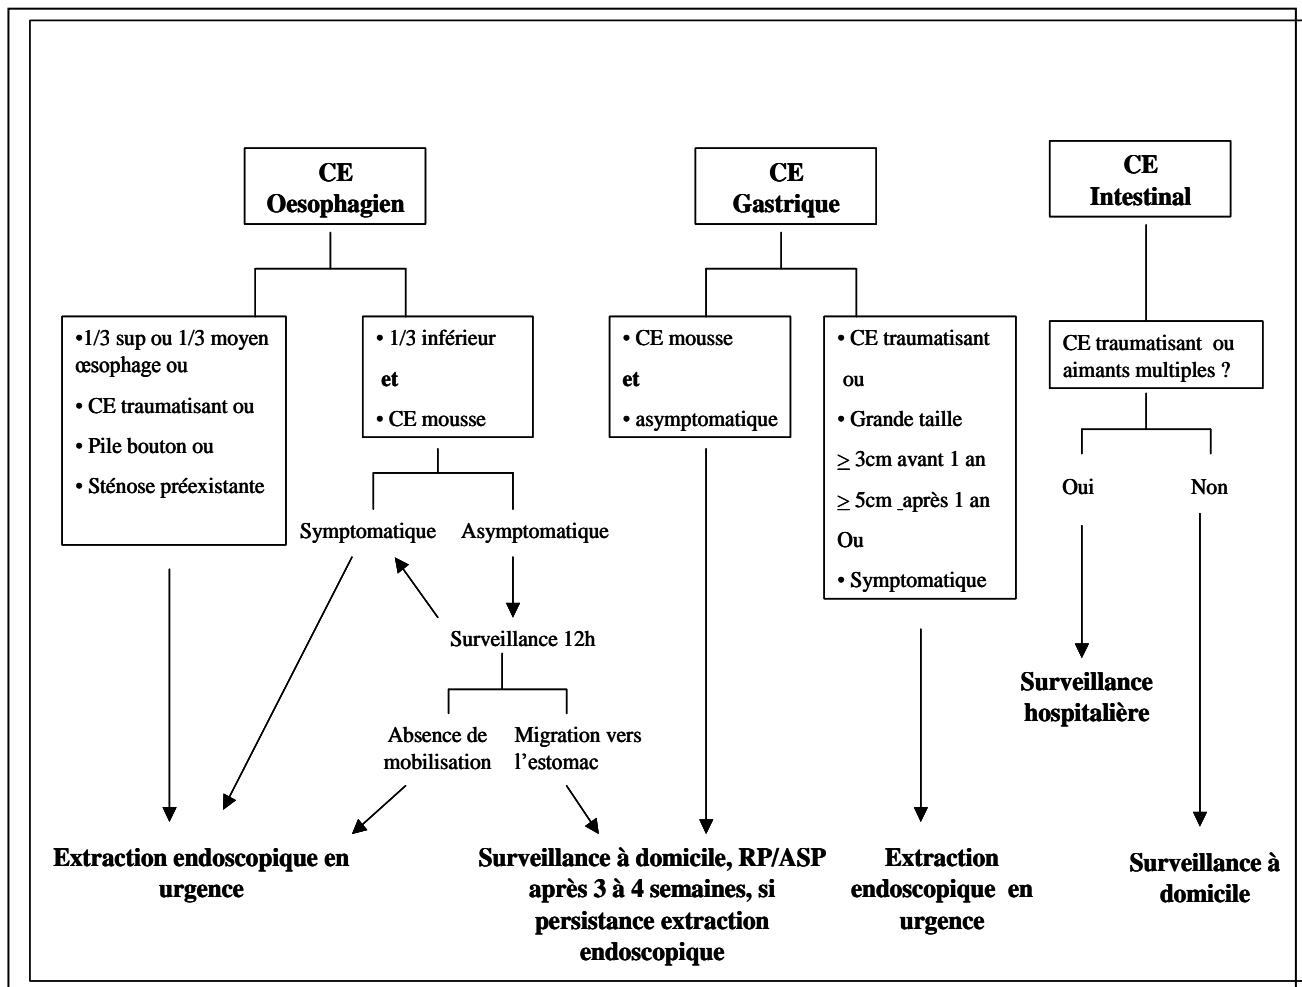 CE
Oesophagien
CE
Gastrique
CE
Intestinal
•1/3 sup ou 1/3 moyen
œsophage ou
• CE traumatisant ou
• Pile bouton ou
• Sténose préexistante
• 1/3 inférieur
et
• CE mousse
• CE mousse
et
• asymptomatique
• CE traumatisant
ou
• Grande taille
≥ 3cm avant 1 an
≥ 5cm après 1 an
Ou
• Symptomatique
CE traumatisant ou
aimants multiples ?
Symptomatique
Asymptomatique
Oui
Non
Surveillance 12h
Absence de
mobilisation
Migration vers
l’estomac
Surveillance
hospitalière
Extraction endoscopique en
urgence
Surveillance à domicile, RP/ASP
après 3 à 4 semaines, si
persistance extraction
endoscopique
Extraction
endoscopique en
urgence
Surveillance à
domicile